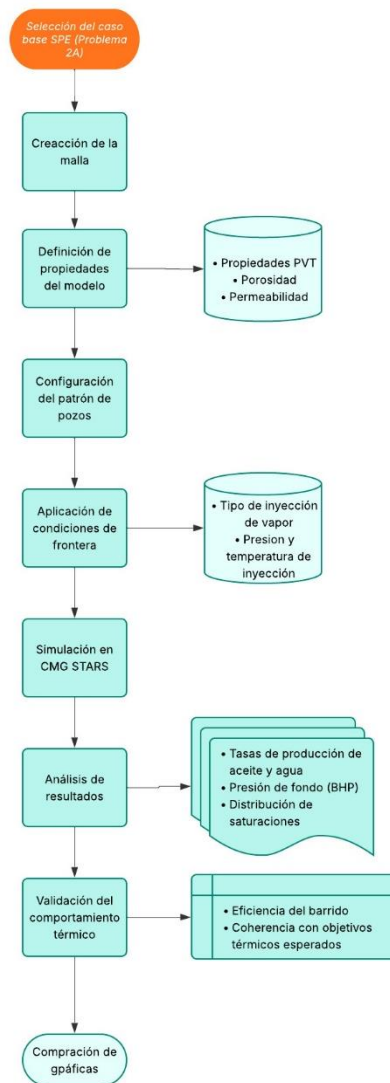 Selección del caso
base SPE (Problema
2A)
Creacción de la
malla
Definición de
propiedades
del modelo
• Propiedades PVT
• Porosidad
• Permeabilidad
Configuración
del patrón de
pozos
Aplicación de
condiciones de
frontera
• Tipo de inyección
de vapor
• Presion y
temperatura de
inyección
Simulación en
CMG STARS
Análisis de
resultados
• Tasas de producción de
aceite y agua
• Presión de fondo (BHP)
• Distribución de
saturaciones
Validación del
comportamiento
térmico
• Eficiencia del barrido
• Coherencia con objetivos
térmicos esperados
Compración de
gpáficas